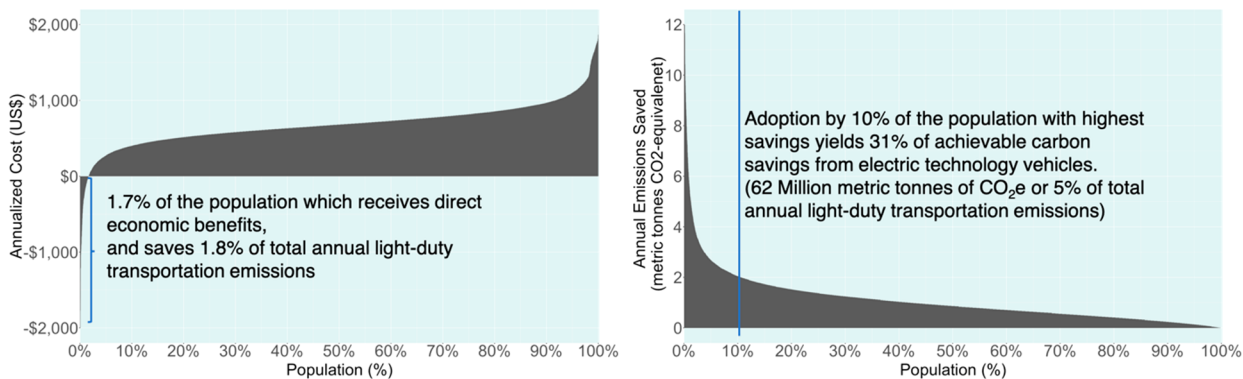 Annualized Cost (US$)
$2,000
$1,000
$0
-$1,000
-$2,000
1.7% of the population which receives direct
economic benefits,
and saves 1.8% of total annual light-duty
transportation emissions
0% 10% 20% 30% 40% 50% 60% 70% 80% 90% 100%
Population (%)
Annual Emissions Saved
(metric tonnes CO2-equivalenet)
12
10
8
6
4
2
0
Adoption by 10% of the population with highest
savings yields 31% of achievable carbon
savings from electric technology vehicles.
(62 Million metric tonnes of CO₂e or 5% of total
annual light-duty transportation emissions)
0% 10% 20% 30% 40% 50% 60% 70% 80% 90% 100%
Population (%)